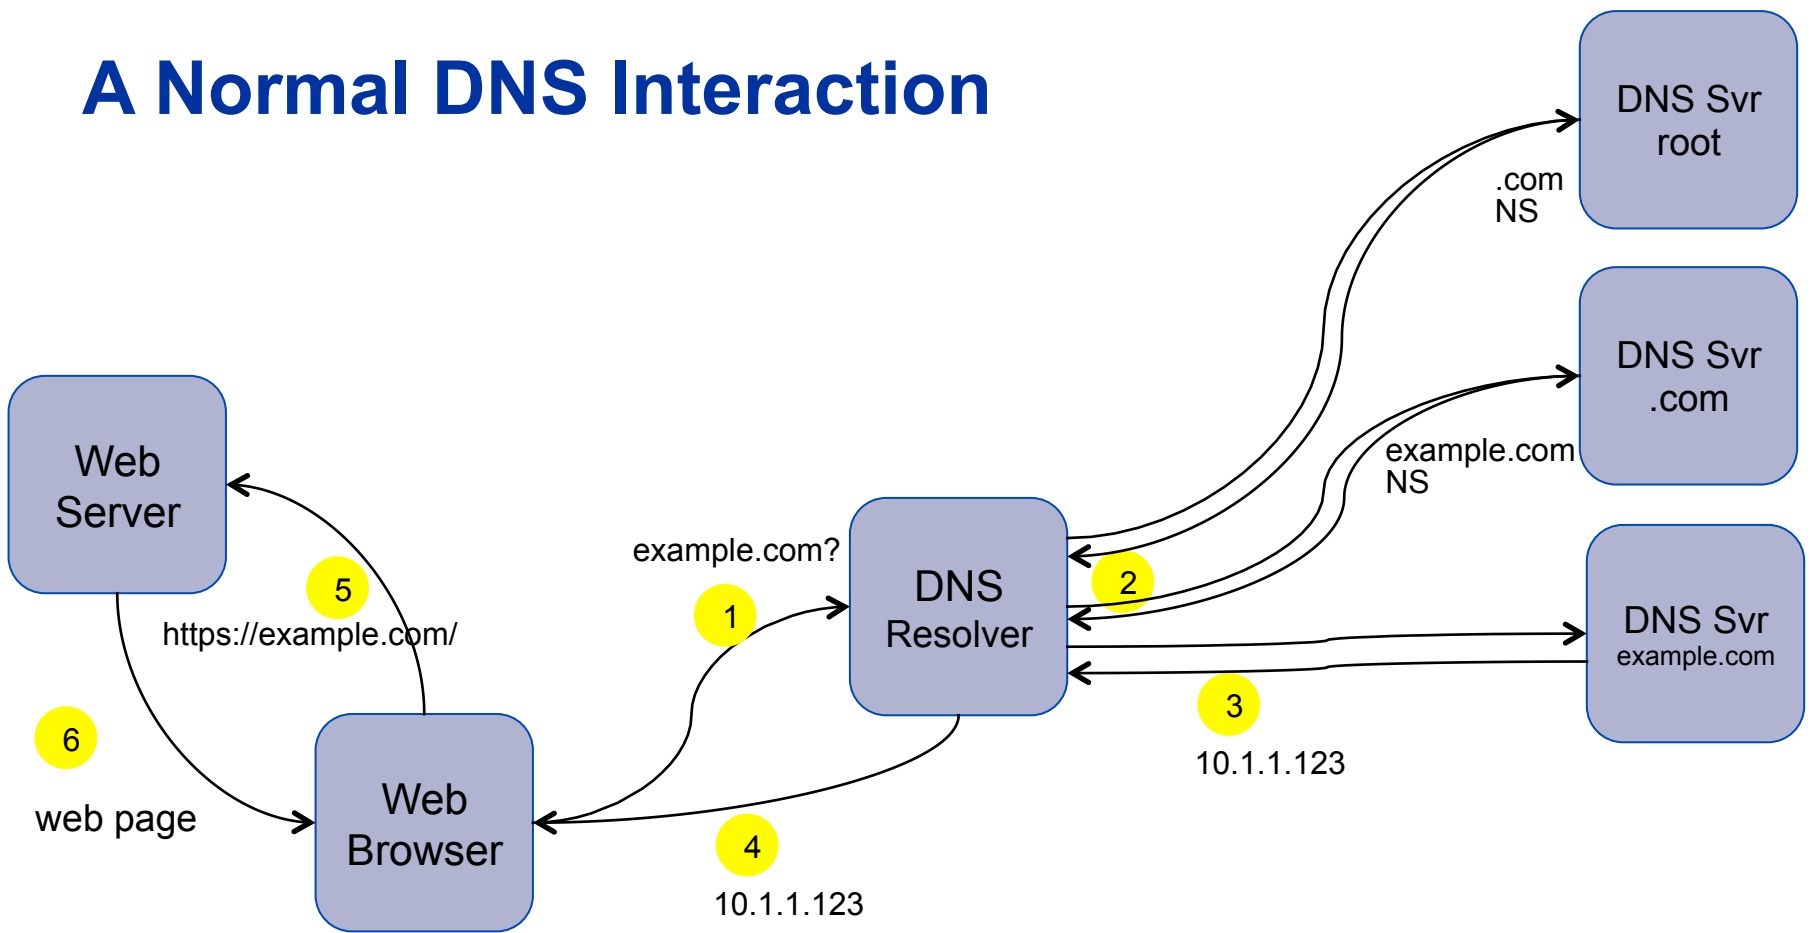 A Normal DNS Interaction
DNS Svr
root
.com
NS
DNS Svr
.com
example.com
NS
Web
Server
example.com?
DNS
Resolver
2
5
1
https://example.com/
DNS Svr
example.com
3
10.1.1.123
6
web page
Web
Browser
4
10.1.1.123